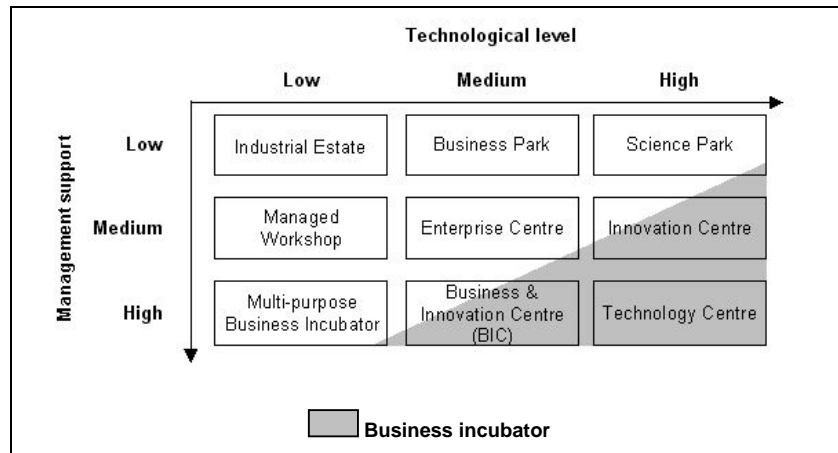 Technological level
Low
Medium
High
Management support
Low
Industrial Estate
Business Park
Science Park
Medium
Managed
Workshop
Enterprise Centre
Innovation Centre
High
Multi-purpose
Business Incubator
Business &
Innovation Centre
(BIC)
Technology Centre
Business incubator